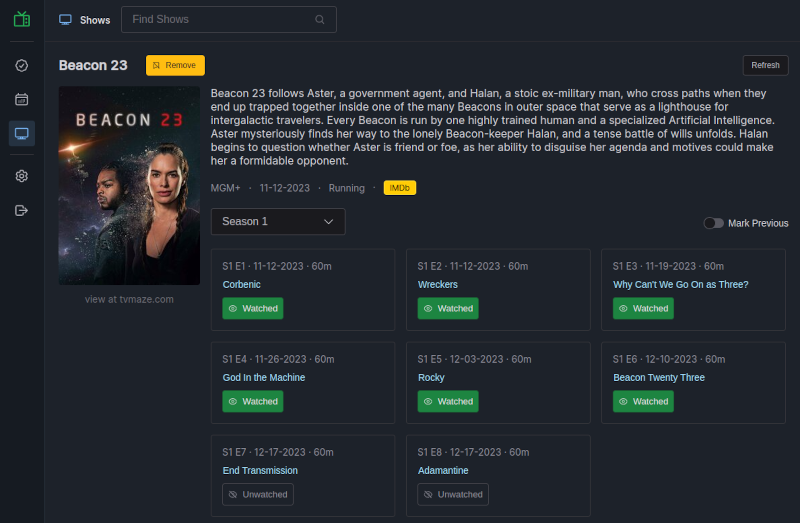 Shows
Find Shows
Beacon 23
Remove
Refresh
BEACON 23
Beacon 23 follows Aster, a government agent, and Halan, a stoic ex-military man, who cross paths when they
end up trapped together inside one of the many Beacons in outer space that serve as a lighthouse for
intergalactic travelers. Every Beacon is run by one highly trained human and a specialized Artificial Intelligence.
Aster mysteriously finds her way to the lonely Beacon-keeper Halan, and a tense battle of wills unfolds. Halan
begins to question whether Aster is friend or foe, as her ability to disguise her agenda and motives could make
her a formidable opponent.
MGM+ · 11-12-2023 · Running · IMDb
Season 1
Mark Previous
view at tvmaze.com
S1 E1 · 11-12-2023 · 60m
Corbenic
Watched
S1 E2 · 11-12-2023 · 60m
Wreckers
Watched
S1 E3 · 11-19-2023 · 60m
Why Can't We Go On as Three?
Watched
S1 E4 · 11-26-2023 · 60m
God In the Machine
Watched
S1 E5 · 12-03-2023 · 60m
Rocky
Watched
S1 E6 · 12-10-2023 · 60m
Beacon Twenty Three
Watched
S1 E7 · 12-17-2023 · 60m
End Transmission
Unwatched
S1 E8 · 12-17-2023 · 60m
Adamantine
Unwatched